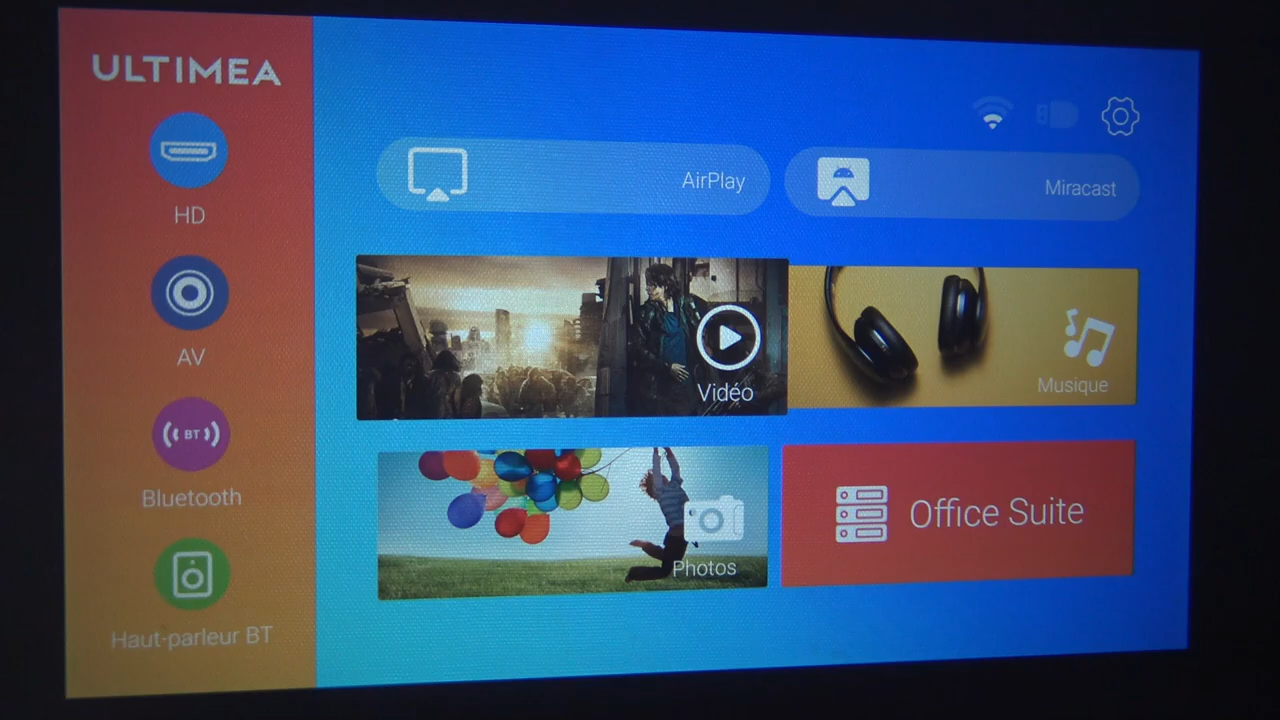 ULTIMEA
HD
AV
BT
Bluetooth
Haut-parleur BT
AirPlay
Miracast
Vidéo
Musique
Photos
Office Suite